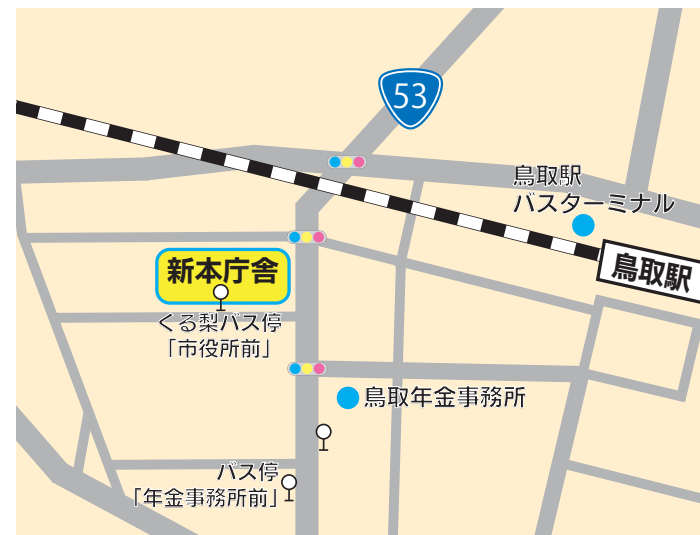 53
鳥取駅
バスターミナル
鳥取駅
新本庁舎
くる梨バス停
「市役所前」
鳥取年金事務所
バス停
「年金事務所前」